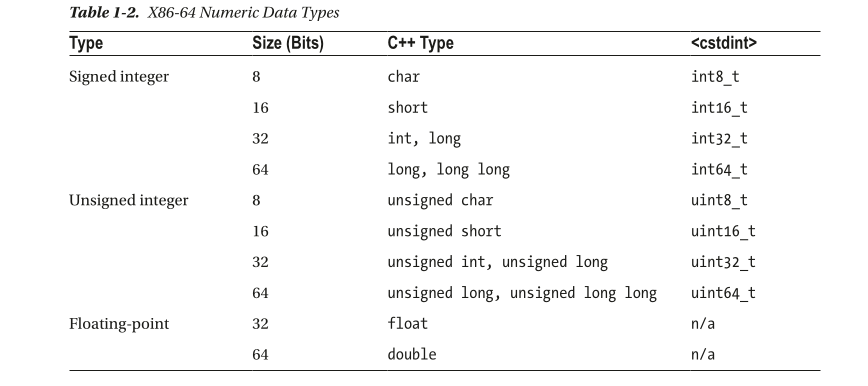 Table 1-2. X86-64 Numeric Data Types
Type Size (Bits) C++ Type <cstdint>
Signed integer 8 char int8_t
16 short int16_t
32 int, long int32_t
64 long, long long int64_t
Unsigned integer 8 unsigned char uint8_t
16 unsigned short uint16_t
32 unsigned int, unsigned long uint32_t
64 unsigned long, unsigned long long uint64_t
Floating-point 32 float n/a
64 double n/a